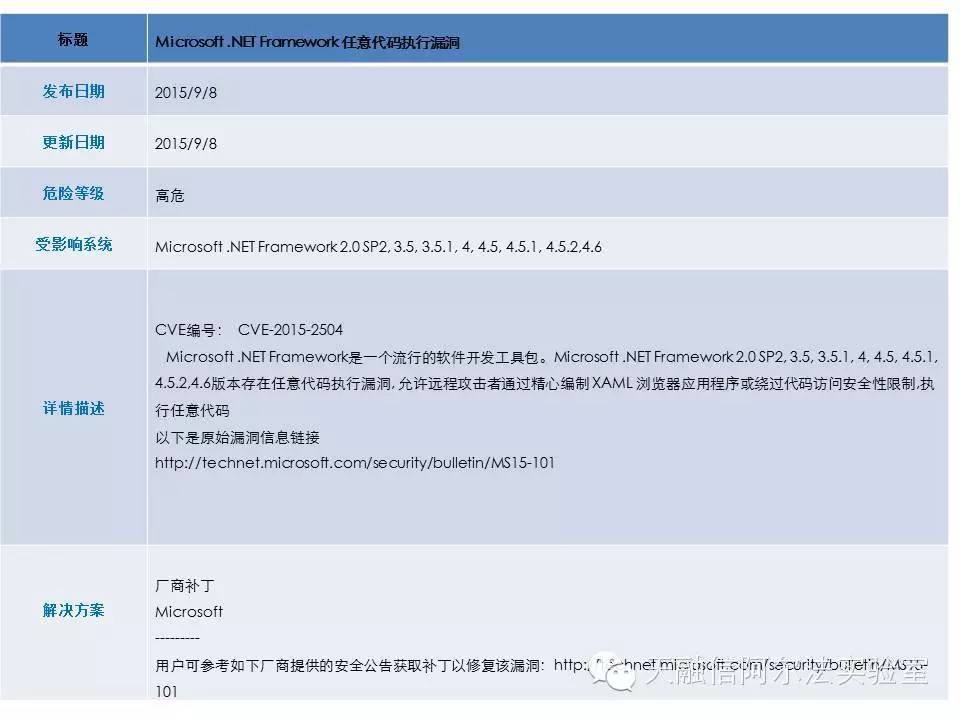 标题
Microsoft .NET Framework 任意代码执行漏洞
发布日期
2015/9/8
更新日期
2015/9/8
危险等级
高危
受影响系统
Microsoft .NET Framework 2.0 SP2, 3.5, 3.5.1, 4, 4.5, 4.5.1, 4.5.2,4.6
详情描述
CVE编号： CVE-2015-2504
Microsoft .NET Framework是一个流行的软件开发工具包。Microsoft .NET Framework 2.0 SP2, 3.5, 3.5.1, 4, 4.5, 4.5.1,
4.5.2,4.6版本存在任意代码执行漏洞, 允许远程攻击者通过精心编制 XAML 浏览器应用程序或绕过代码访问安全性限制,执
行任意代码
以下是原始漏洞信息链接
http://technet.microsoft.com/security/bulletin/MS15-101
解决方案
厂商补丁
Microsoft
---------
用户可参考如下厂商提供的安全公告获取补丁以修复该漏洞：http://technet.microsoft.com/security/bulletin/MS15-
101
天融信阿尔法实验室